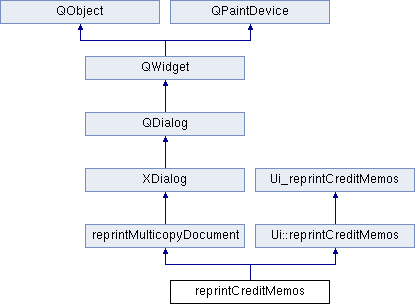 QObject QPaintDevice
QWidget
QDialog
XDialog Ui_reprintCreditMemos
reprintMulticopyDocument Ui::reprintCreditMemos
reprintCreditMemos